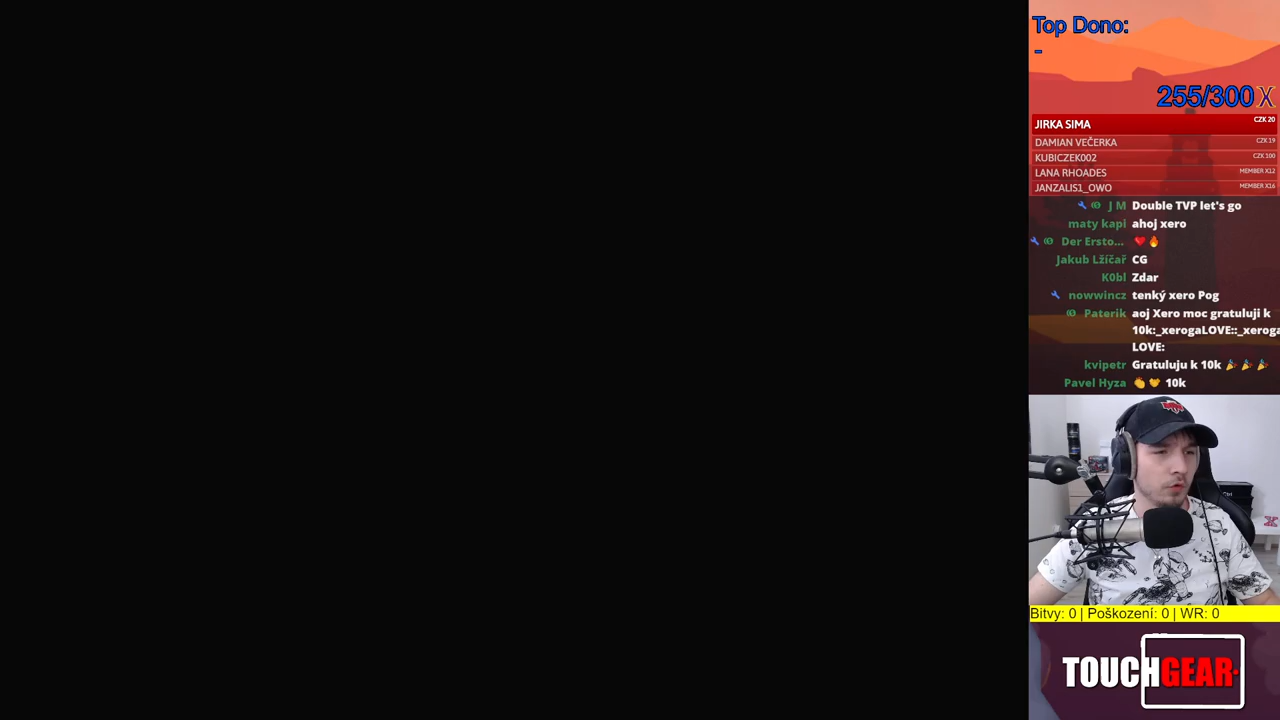 Top Dono:
-
255/300 X
JIRKA SIMA CZK 20
DAMIAN VEČERKA CZK 19
KUBICZEK002 CZK 100
LANA RHOADES MEMBER X12
JANZALIS1_OWO MEMBER X16
J M Double TVP let's go
maty kapi ahoj xero
Der Ersto... ❤️🔥
Jakub Lžíčař CG
K0bl Zdar
nowwincz tenký xero Pog
Paterik aoj Xero moc gratuluji k
10k:_xerogaLOVE::_xeroga
LOVE:
kvipetr Gratuluju k 10k 🎉 🎉 🎉
Pavel Hyza 👏 🤝 10k
Bitvy: 0 | Poškození: 0 | WR: 0
TOUCHGEAR